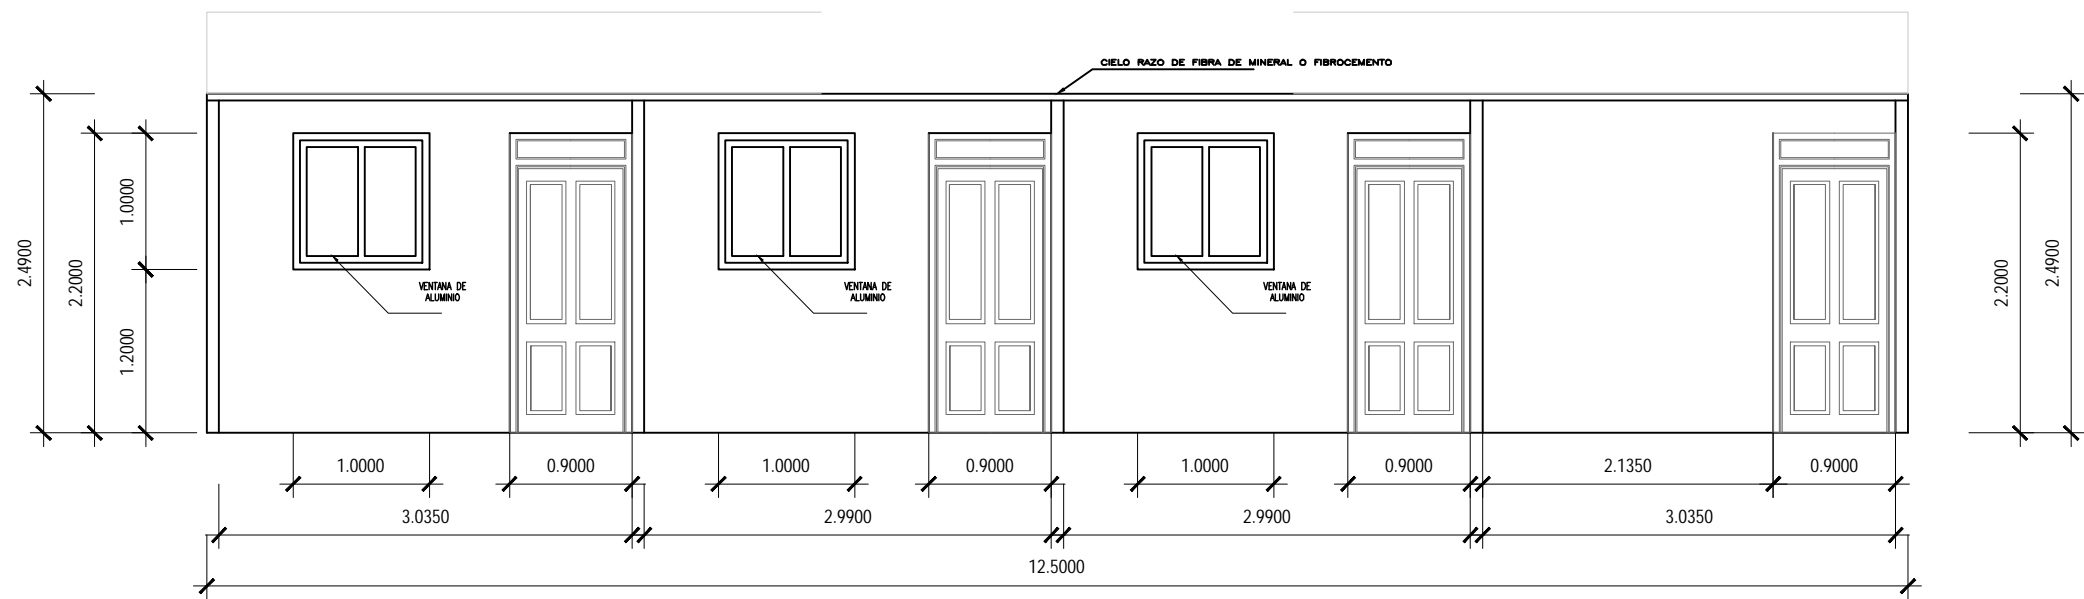 CIELO RAZO DE FIBRA DE MINERAL O FIBROCEMENTO
2.4900
2.2000
1.0000
1.2000
VENTANA DE
ALUMINIO
VENTANA DE
ALUMINIO
VENTANA DE
ALUMINIO
2.2000
2.4900
1.0000
0.9000
1.0000
0.9000
1.0000
0.9000
2.1350
0.9000
3.0350
2.9900
2.9900
3.0350
12.5000